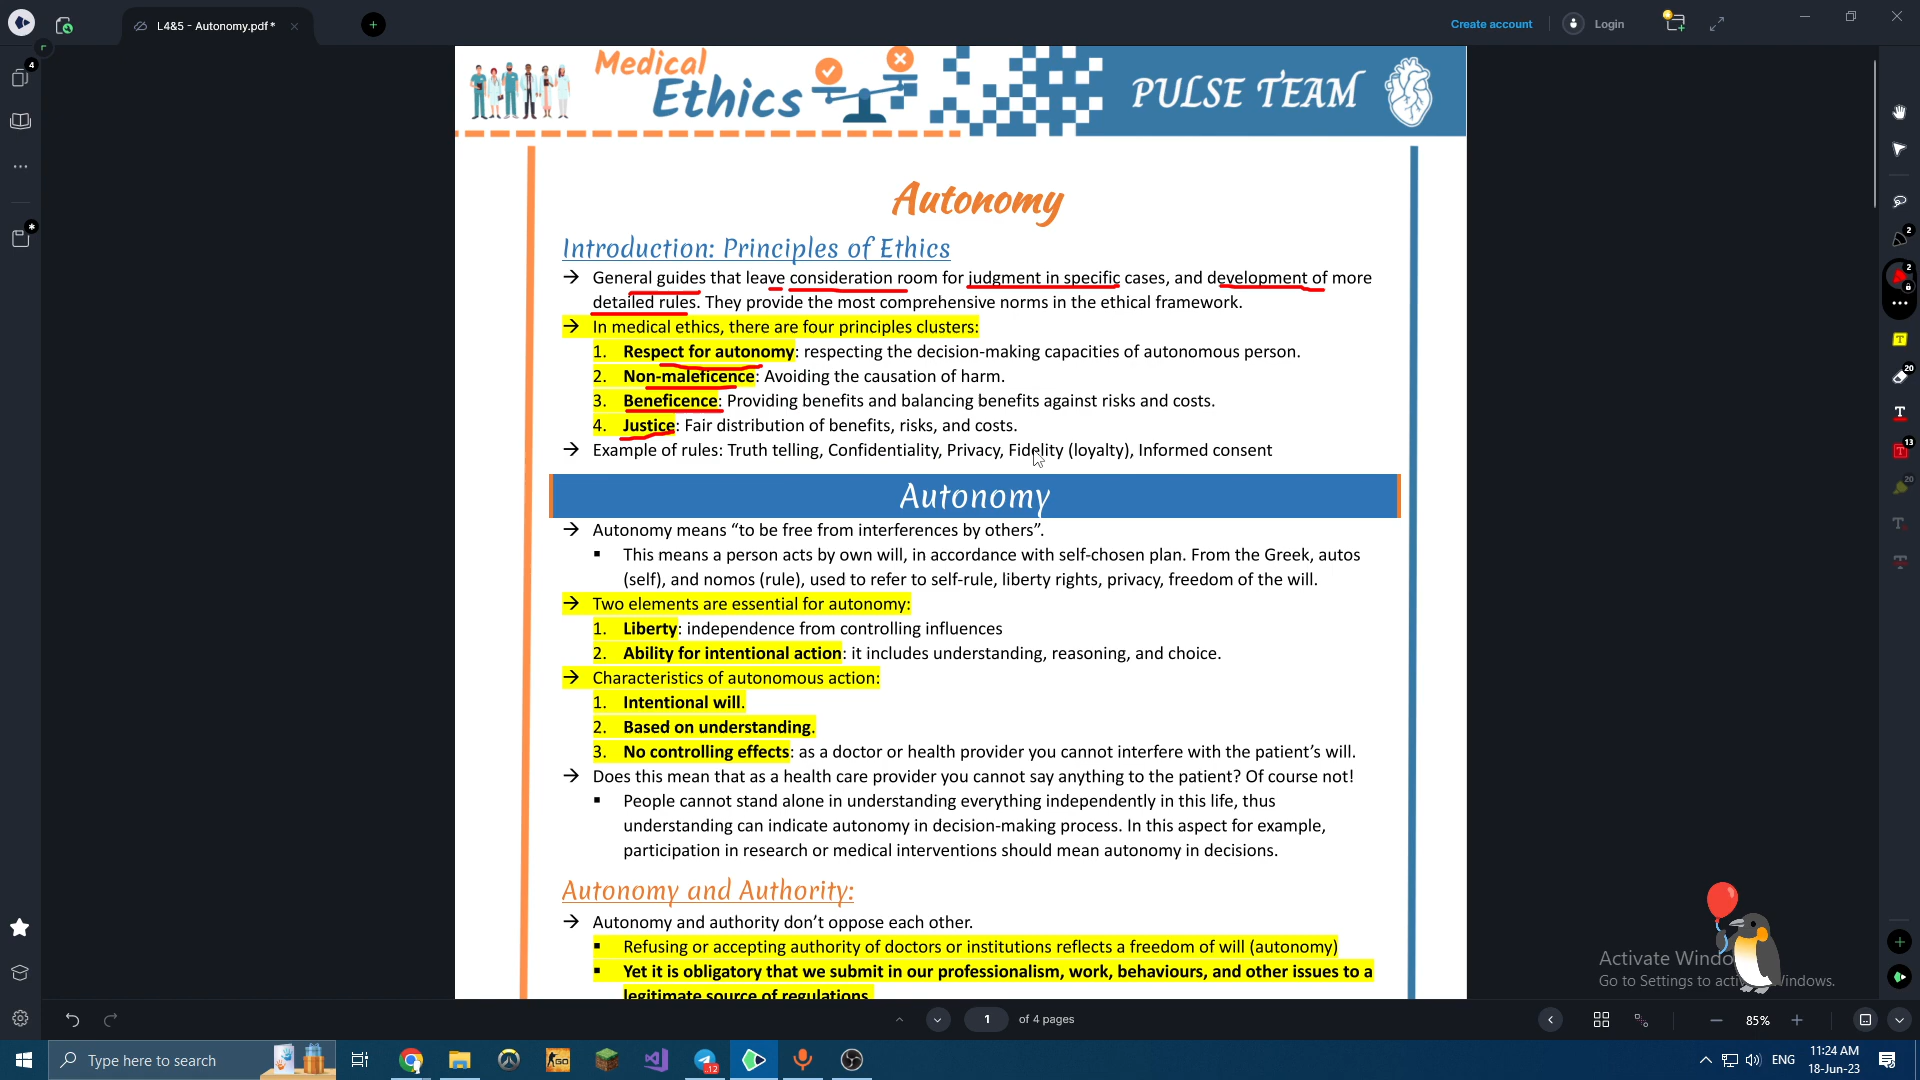 L4&5 - Autonomy.pdf *
Create account
Login
4
Medical
Ethics
PULSE TEAM
Autonomy
Introduction: Principles of Ethics
→ General guides that leave consideration room for judgment in specific cases, and development of more
detailed rules. They provide the most comprehensive norms in the ethical framework.
→ In medical ethics, there are four principles clusters:
1. Respect for autonomy: respecting the decision-making capacities of autonomous person.
2. Non-maleficence: Avoiding the causation of harm.
3. Beneficence: Providing benefits and balancing benefits against risks and costs.
4. Justice: Fair distribution of benefits, risks, and costs.
→ Example of rules: Truth telling, Confidentiality, Privacy, Fidelity (loyalty), Informed consent
Autonomy
→ Autonomy means “to be free from interferences by others”.
▪ This means a person acts by own will, in accordance with self-chosen plan. From the Greek, autos
(self), and nomos (rule), used to refer to self-rule, liberty rights, privacy, freedom of the will.
→ Two elements are essential for autonomy:
1. Liberty: independence from controlling influences
2. Ability for intentional action: it includes understanding, reasoning, and choice.
→ Characteristics of autonomous action:
1. Intentional will.
2. Based on understanding.
3. No controlling effects: as a doctor or health provider you cannot interfere with the patient’s will.
→ Does this mean that as a health care provider you cannot say anything to the patient? Of course not!
▪ People cannot stand alone in understanding everything independently in this life, thus
understanding can indicate autonomy in decision-making process. In this aspect for example,
participation in research or medical interventions should mean autonomy in decisions.
Autonomy and Authority:
→ Autonomy and authority don’t oppose each other.
▪ Refusing or accepting authority of doctors or institutions reflects a freedom of will (autonomy)
▪ Yet it is obligatory that we submit in our professionalism, work, behaviours, and other issues to a
legitimate source of regulations
2
2
20
13
20
Activate Windo
Go to Settings to acti indows.
1 of 4 pages
85%
Type here to search
GO
12
ENG
11:24 AM
18-Jun-23